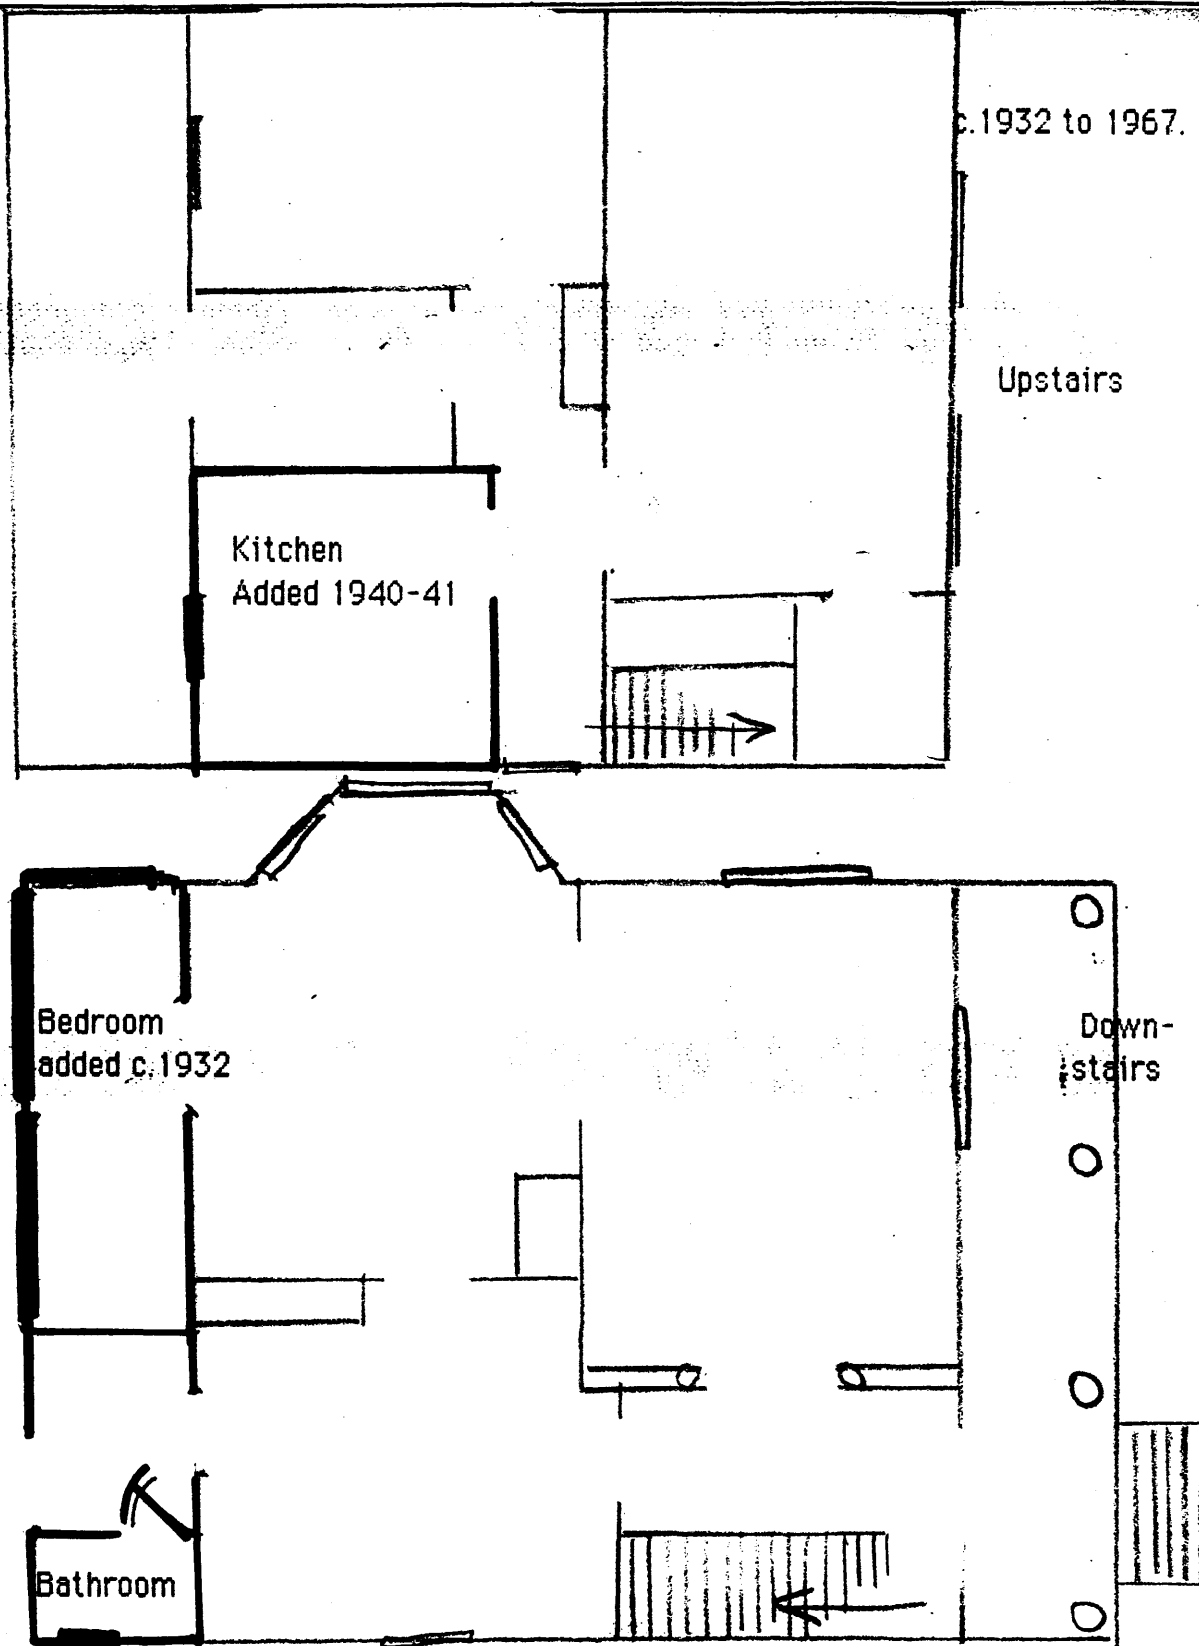 c.1932 to 1967.
Upstairs
Kitchen
Added 1940-41
Bedroom
added c.1932
Down-
stairs
Bathroom